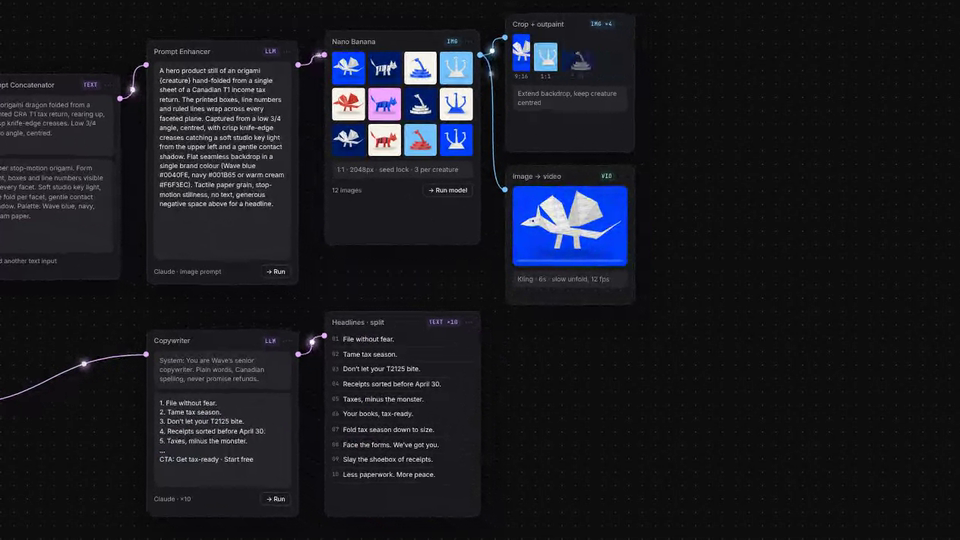 pt Concatenator
TEXT
origami dragon folded from a
ed CRA T1 tax return, rearing up,
sp knife-edge creases. Low 3/4
o angle, centred.
per stop-motion origami. Form
t, boxes and line numbers visible
every facet. Soft studio key light,
e fold per facet, gentle contact
adow. Palette: Wave blue, navy,
am paper.
d another text input
Prompt Enhancer
LLM
A hero product still of an origami
{creature} hand-folded from a single
sheet of a Canadian T1 income tax
return. The printed boxes, line numbers
and ruled lines wrap across every
faceted plane. Captured from a low 3/4
angle, centred, with crisp knife-edge
creases catching a soft studio key light
from the upper left and a gentle contact
shadow. Flat seamless backdrop in a
single brand colour (Wave blue
#0040FE, navy #001B65 or warm cream
#F6F3EC). Tactile paper grain, stop-
motion stillness, no text, generous
negative space above for a headline.
Claude · image prompt
→ Run
Nano Banana
IMG
1:1 · 2048px · seed lock · 3 per creature
12 images
→ Run model
Crop + outpaint
IMG ×4
9:16
1:1
Extend backdrop, keep creature
centred
Image → video
VID
Kling · 6s · slow unfold, 12 fps
Copywriter
LLM
System: You are Wave's senior
copywriter. Plain words, Canadian
spelling, never promise refunds.
1. File without fear.
2. Tame tax season.
3. Don't let your T2125 bite.
4. Receipts sorted before April 30.
5. Taxes, minus the monster.
...
CTA: Get tax-ready · Start free
Claude · ×10
→ Run
Headlines · split
TEXT ×10
01 File without fear.
02 Tame tax season.
03 Don't let your T2125 bite.
04 Receipts sorted before April 30.
05 Taxes, minus the monster.
06 Your books, tax-ready.
07 Fold tax season down to size.
08 Face the forms. We've got you.
09 Slay the shoebox of receipts.
10 Less paperwork. More peace.